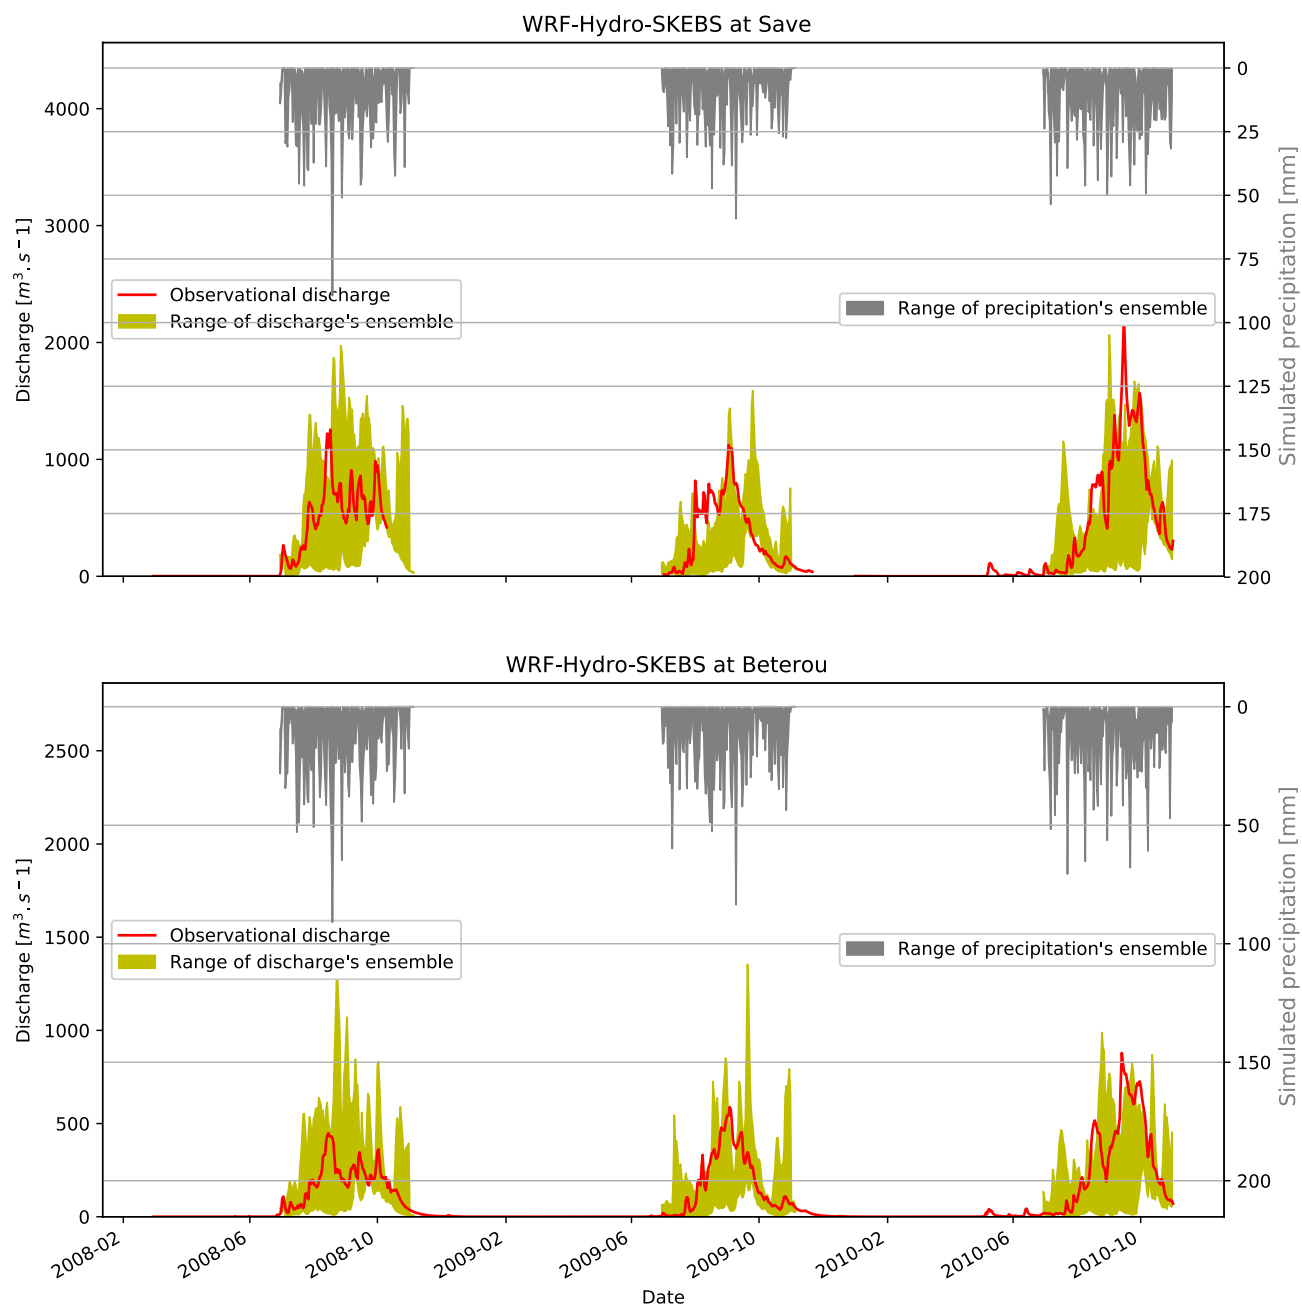 WRF-Hydro-SKEBS at Save
4000
3000
2000
1000
0
Discharge [m³.s−1]
0
25
50
75
100
125
150
175
200
Simulated precipitation [mm]
Observational discharge
Range of discharge's ensemble
Range of precipitation's ensemble
WRF-Hydro-SKEBS at Beterou
2500
2000
1500
1000
500
0
Discharge [m³.s−1]
0
50
100
150
200
Simulated precipitation [mm]
Observational discharge
Range of discharge's ensemble
Range of precipitation's ensemble
2008-02
2008-06
2008-10
2009-02
2009-06
2009-10
2010-02
2010-06
2010-10
Date